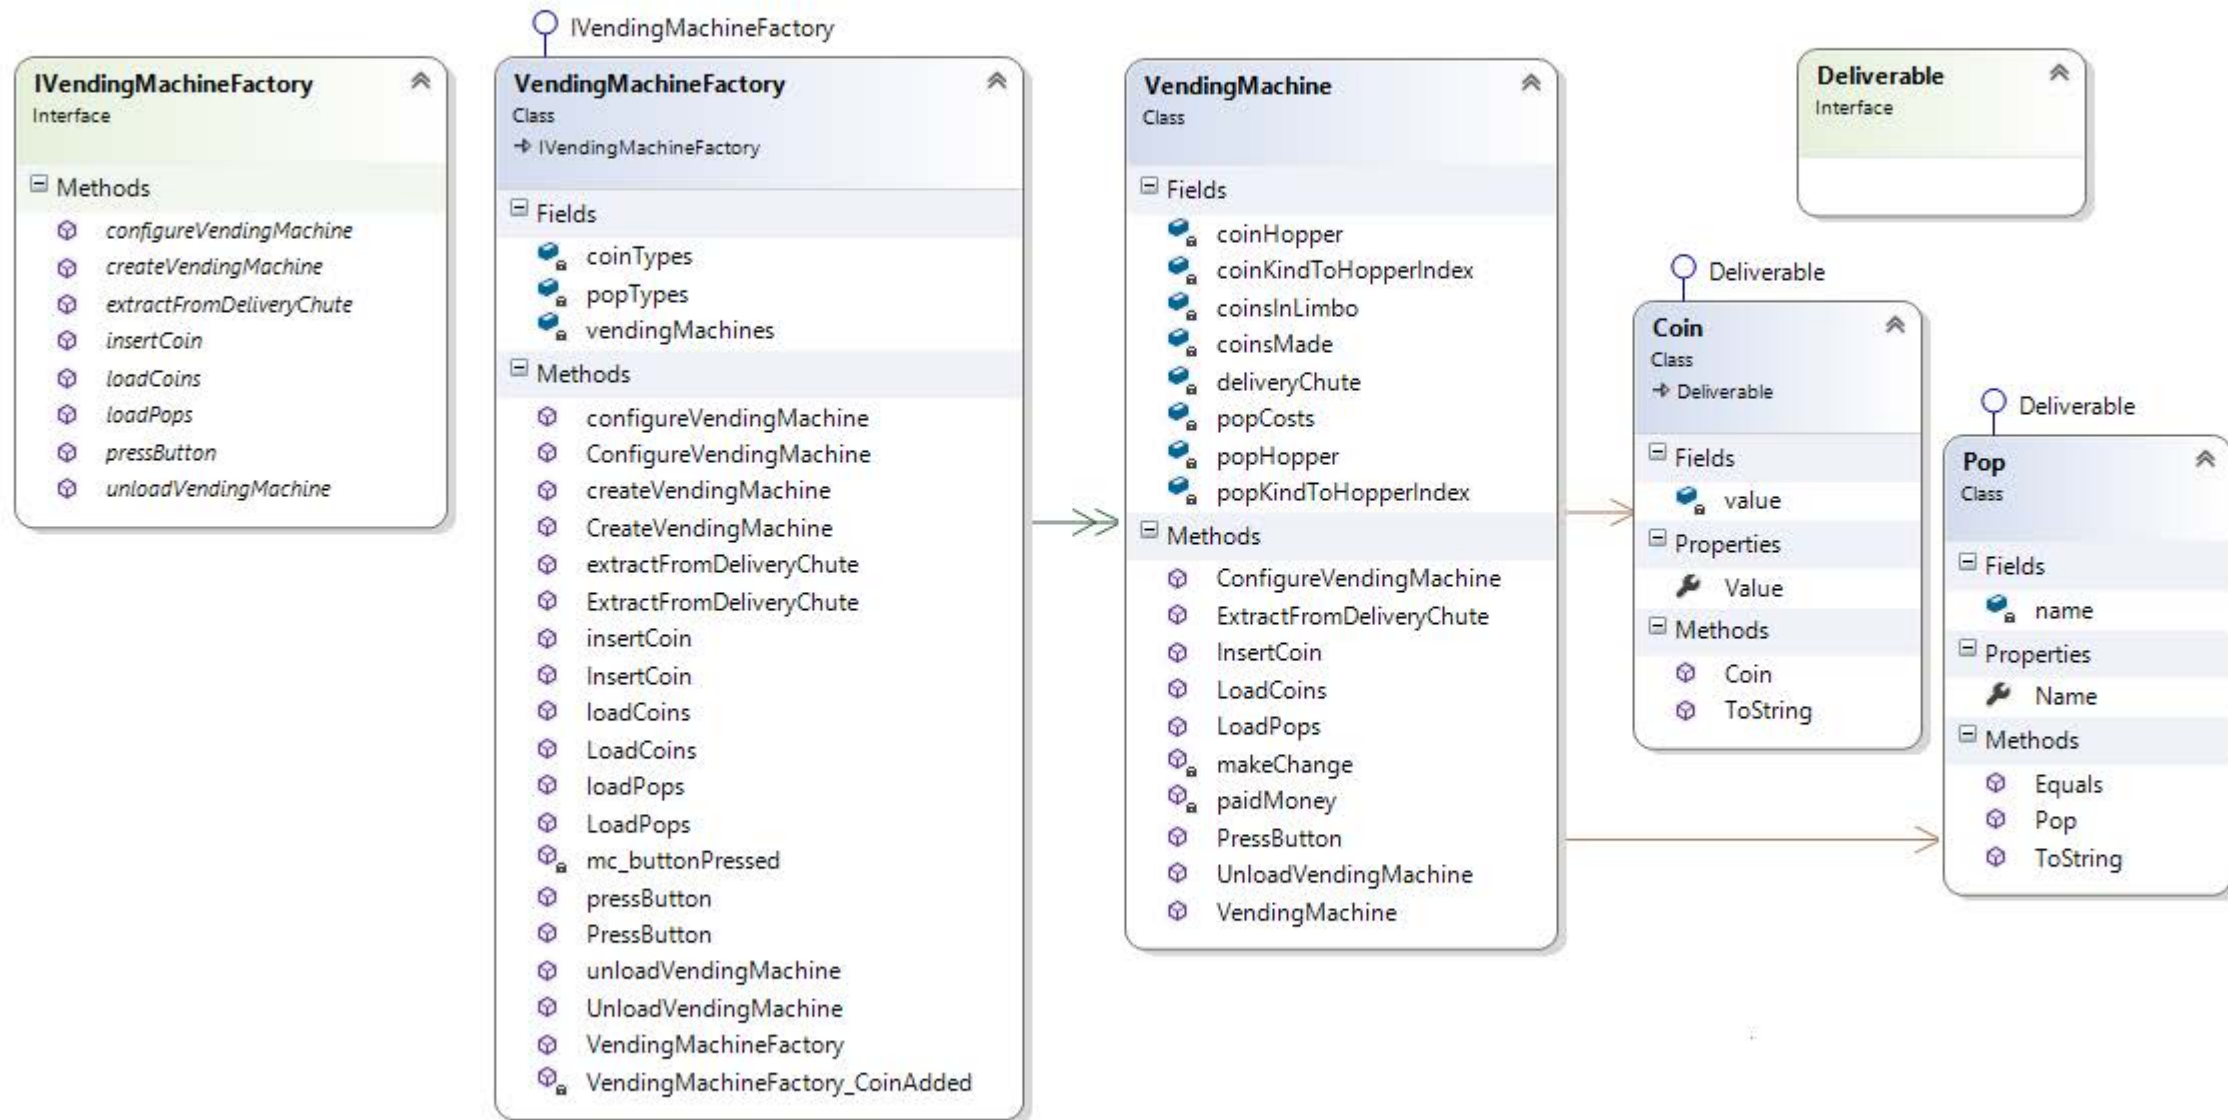 IVendingMachineFactory
Interface
Methods
configureVendingMachine
createVendingMachine
extractFromDeliveryChute
insertCoin
loadCoins
loadPops
pressButton
unloadVendingMachine
IVendingMachineFactory
VendingMachineFactory
Class
IVendingMachineFactory
Fields
coinTypes
popTypes
vendingMachines
Methods
configureVendingMachine
ConfigureVendingMachine
createVendingMachine
CreateVendingMachine
extractFromDeliveryChute
ExtractFromDeliveryChute
insertCoin
InsertCoin
loadCoins
LoadCoins
loadPops
LoadPops
mc_buttonPressed
pressButton
PressButton
unloadVendingMachine
UnloadVendingMachine
VendingMachineFactory
VendingMachineFactory_CoinAdded
VendingMachine
Class
Fields
coinHopper
coinKindToHopperIndex
coinsInLimbo
coinsMade
deliveryChute
popCosts
popHopper
popKindToHopperIndex
Methods
ConfigureVendingMachine
ExtractFromDeliveryChute
InsertCoin
LoadCoins
LoadPops
makeChange
paidMoney
PressButton
UnloadVendingMachine
VendingMachine
Deliverable
Interface
Deliverable
Coin
Class
Deliverable
Fields
value
Properties
Value
Methods
Coin
ToString
Deliverable
Pop
Class
Fields
name
Properties
Name
Methods
Equals
Pop
ToString